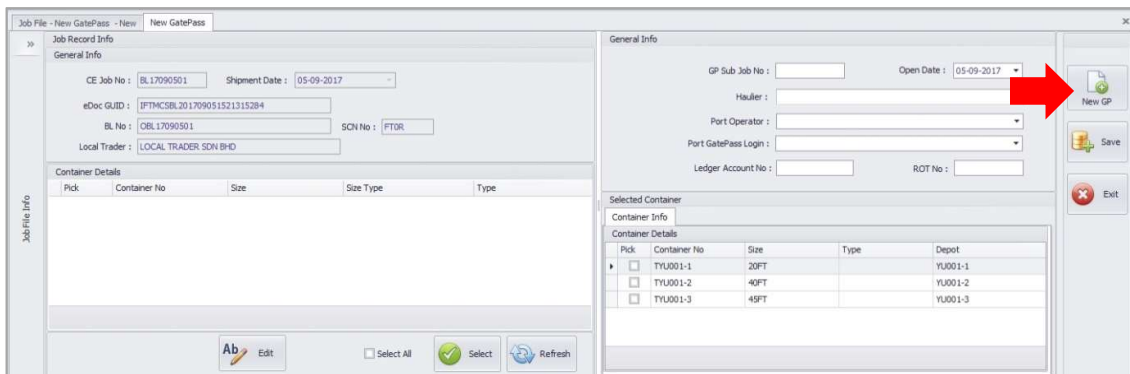 Job File - New GatePass - New New GatePass
Job Record Info
General Info
CE Job No : BL17090501 Shipment Date : 05-09-2017
eDoc GUID : IFTMCSBL201709051521315284
BL No : OBL17090501 SCN No : FT0R
Local Trader : LOCAL TRADER SDN BHD
Container Details
Pick Container No Size Size Type Type
Job File Info
Ab Edit Select All Select Refresh
General Info
GP Sub Job No : Open Date : 05-09-2017
Haulier :
Port Operator :
Port GatePass Login :
Ledger Account No : ROT No :
Selected Container
Container Info
Container Details
Pick Container No Size Type Depot
TYU001-1 20FT YU001-1
TYU001-2 40FT YU001-2
TYU001-3 45FT YU001-3
New GP
Save
Exit